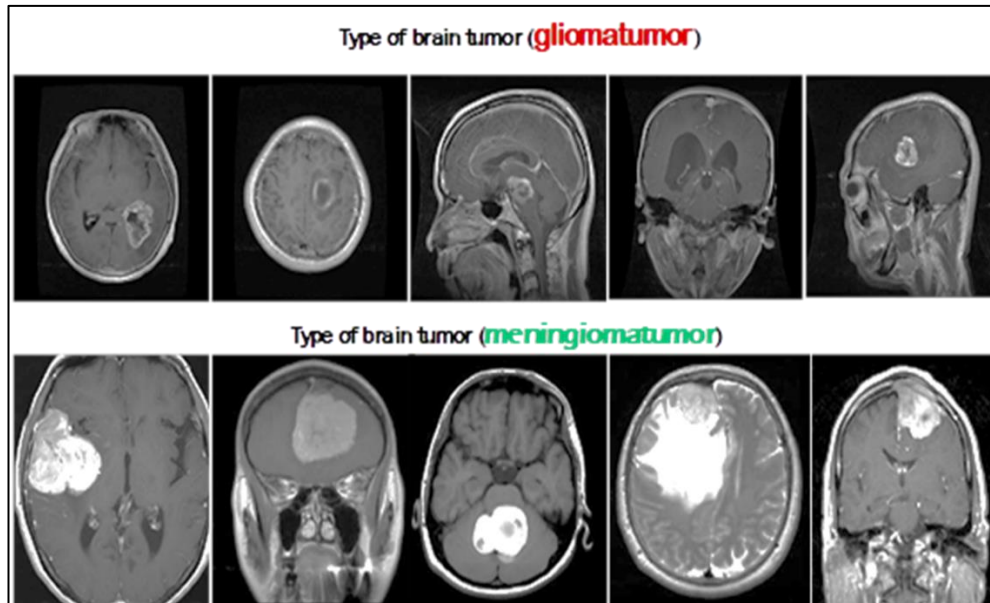 Type of brain tumor (gliomatumor)
Type of brain tumor (meningiomatumor)